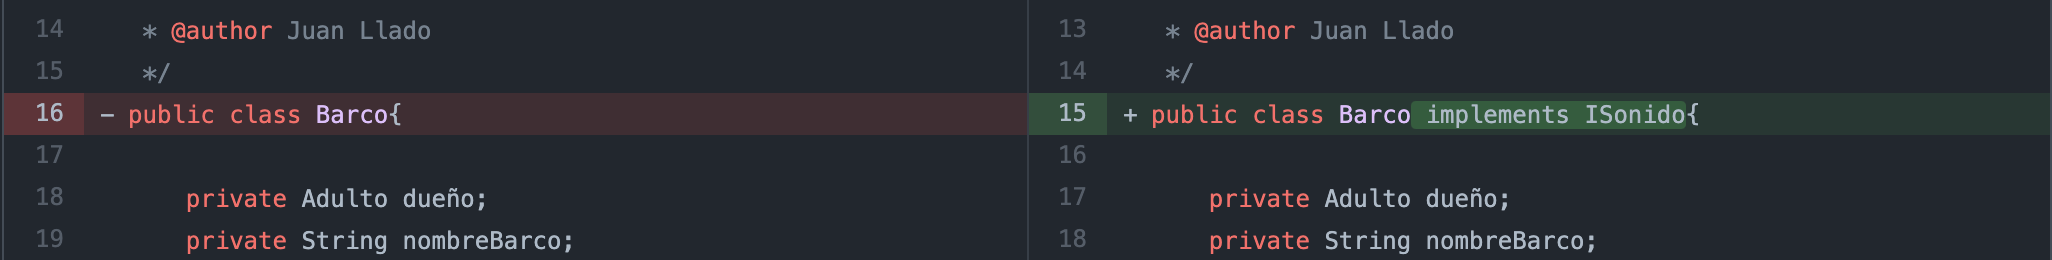 14 * @author Juan Llado
15 */
16 - public class Barco{
17
18 private Adulto dueño;
19 private String nombreBarco;
13 * @author Juan Llado
14 */
15 + public class Barco implements ISonido{
16
17 private Adulto dueño;
18 private String nombreBarco;